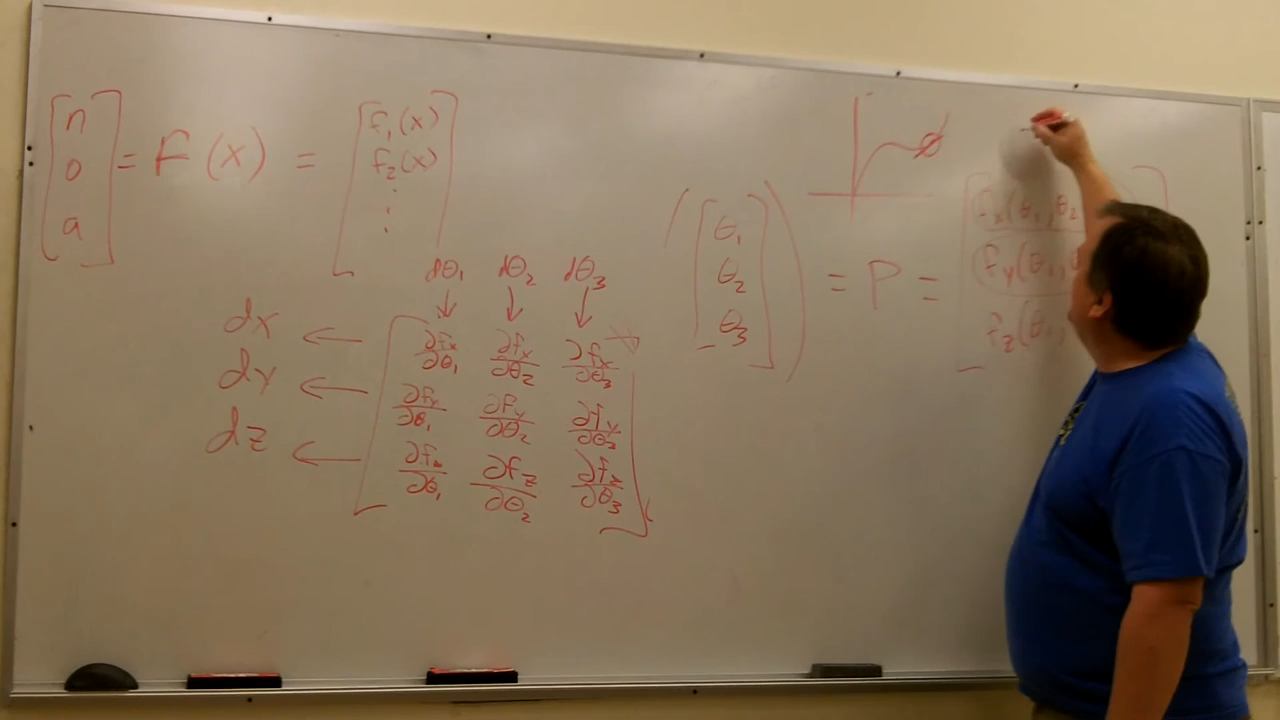 [n o a] = F(x) = [f₁(x) f₂(x) ⋮]
dθ₁ dθ₂ dθ₃
↓ ↓ ↓
dx ← ∂fx/∂θ₁ ∂fx/∂θ₂ ∂fx/∂θ₃
dy ← ∂fy/∂θ₁ ∂fy/∂θ₂ ∂fy/∂θ₃
dz ← ∂fz/∂θ₁ ∂fz/∂θ₂ ∂fz/∂θ₃
([θ₁ θ₂ θ₃]) = P =
fx(θ₁,θ₂
fy(θ₁,
fz(θ₁,